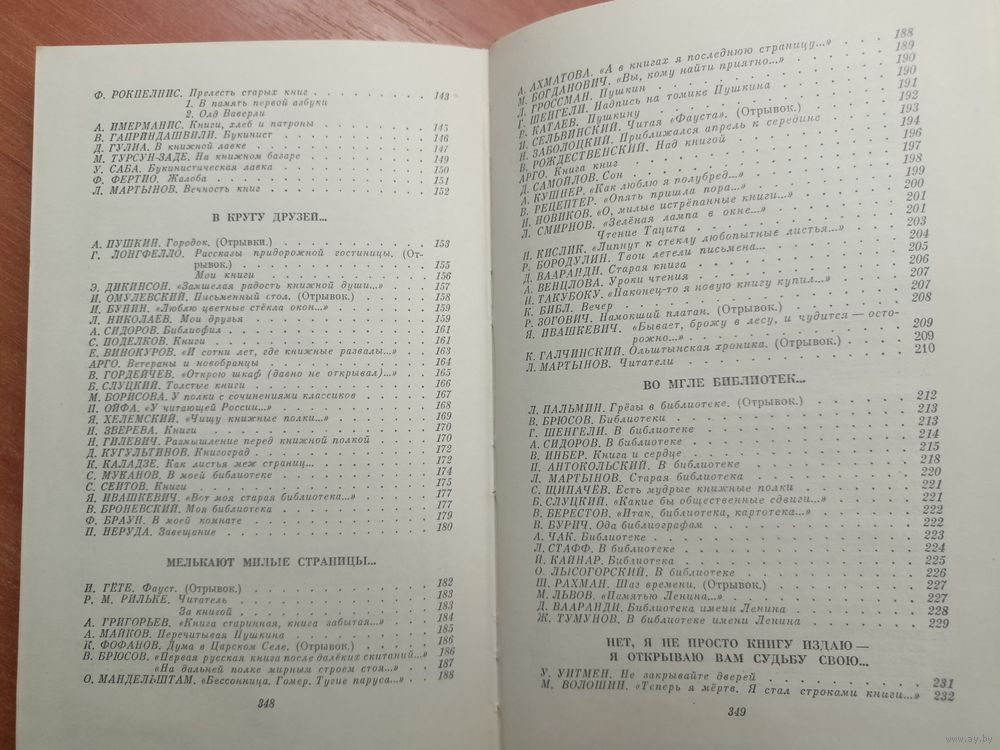 Ф. РОКПЕЛНИС. Прелесть старых книг . . . . . . . . 143
1. В память первой азбуки
2. Олд Ваверли
А. ИМЕРМАНИС. Книги, хлеб и патроны . . . . . . . . 145
В. ГАПРИНДАШВИЛИ. Букинист . . . . . . . . 146
Д. ГУЛИА. В книжной лавке . . . . . . . . 147
М. ТУРСУН-ЗАДЕ. На книжном базаре . . . . . . . . 149
У. САБА. Букинистическая лавка . . . . . . . . 150
Ф. ФЕРТИО. Жалоба . . . . . . . . 151
Л. МАРТЫНОВ. Вечность книг . . . . . . . . 152
В КРУГУ ДРУЗЕЙ...
А. ПУШКИН. Городок. (Отрывки.) . . . . . . . . 153
Г. ЛОНГФЕЛЛО. Рассказы придорожной гостиницы. (От-
рывок.) . . . . . . . . 155
Мои книги . . . . . . . . 156
Э. ДИКИНСОН. «Замшелая радость книжной души...» . . . 157
И. ОМУЛЕВСКИЙ. Письменный стол. (Отрывок.) . . . . 158
И. БУНИН. «Люблю цветные стёкла окон...» . . . . 159
Л. НИКОЛАЕВ. Мои друзья . . . . . . . . 159
А. СИДОРОВ. Библиофил . . . . . . . . 161
С. ПОДЕЛКОВ. Книги . . . . . . . . 161
Е. ВИНОКУРОВ. «И сотни лет, где книжные развалы...» . . 163
АРГО. Ветераны и новобранцы . . . . . . . . 164
В. ГОРДЕЙЧЕВ. «Открою шкаф (давно не открывал)...» . . 165
Б. СЛУЦКИЙ. Толстые книги . . . . . . . . 166
М. БОРИСОВА. У полки с сочинениями классиков . . . . 167
П. ОЙФА. «У читающей России...» . . . . . . . . 168
Я. ХЕЛЕМСКИЙ. «Чищу книжные полки...» . . . . . . 169
И. ЗВЕРЕВА. Книги . . . . . . . . 170
Н. ГИЛЕВИЧ. Размышление перед книжной полкой . . . . 170
Д. КУГУЛЬТИНОВ. Книгоград . . . . . . . . 172
К. КАЛАДЗЕ. Как листья меж страниц... . . . . . . 172
С. МУКАНОВ. В моей библиотеке . . . . . . . . 174
С. СЕИТОВ. Книги . . . . . . . . 175
Я. ИВАШКЕВИЧ. «Вот моя старая библиотека...» . . . . 177
В. БРОНЕВСКИЙ. Моя библиотека . . . . . . . . 177
Ф. БРАУН. В моей комнате . . . . . . . . 179
П. НЕРУДА. Завещание . . . . . . . . 180
МЕЛЬКАЮТ МИЛЫЕ СТРАНИЦЫ...
И. ГЁТЕ. Фауст. (Отрывок.) . . . . . . . . 182
Р. М. РИЛЬКЕ. Читатель . . . . . . . . 183
За книгой . . . . . . . . 183
А. ГРИГОРЬЕВ. «Книга старинная, книга забытая...» . . . 184
А. МАЙКОВ. Перечитывая Пушкина . . . . . . . . 185
К. ФОФАНОВ. Дума в Царском Селе. (Отрывок.) . . . . 186
В. БРЮСОВ. «Первая русская книга после далёких скитаний...» 186
«На дальней полке мирным строем стоя...» . . . 187
О. МАНДЕЛЬШТАМ. «Бессонница. Гомер. Тугие паруса...» . . 188
348
А. АХМАТОВА. «А в книгах я последнюю страницу...» . . . 188
М. БОГДАНОВИЧ. «Вы, кому найти приятно...» . . . . 189
Л. ГРОССМАН. Пушкин . . . . . . . . 190
Г. ШЕНГЕЛИ. Надпись на томике Пушкина . . . . . . 190
Р. КАТАЕВ. Пушкину . . . . . . . . 191
И. СЕЛЬВИНСКИЙ. Читая «Фауста». (Отрывок.) . . . . 192
Н. ЗАБОЛОЦКИЙ. Приближался апрель к середине . . . . 193
В. РОЖДЕСТВЕНСКИЙ. Над книгой . . . . . . . . 194
АРГО. Книга книг . . . . . . . . 196
Д. САМОЙЛОВ. Сон . . . . . . . . 197
А. КУШНЕР. «Как люблю я полубред...» . . . . . . 198
В. РЕЦЕПТЕР. «Опять пришла пора...» . . . . . . 199
Н. НОВИКОВ. «О, милые истрёпанные книги...» . . . . 200
Л. СМИРНОВ. «Зелёная лампа в окне...» . . . . . . 201
Чтение Тацита . . . . . . . . 201
П. КИСЛИК. «Липнут к стеклу любопытные листья...» . . 203
Р. БОРОДУЛИН. Твои летели письмена... . . . . . . 204
Д. ВААРАНДИ. Старая книга . . . . . . . . 205
А. ВЕНЦЛОВА. Уроки чтения . . . . . . . . 206
И. ТАКУБОКУ. «Наконец-то я новую книгу купил...» . . . 207
К. БИБЛ. Вечер . . . . . . . . 207
Р. ЗОГОВИЧ. Намокший платан. (Отрывок.) . . . . . 208
Я. ИВАШКЕВИЧ. «Бывает, брожу в лесу, и чудится — осто-
рожно...» . . . . . . . . 209
К. ГАЛЧИНСКИЙ. Ольштынская хроника. (Отрывок.) . . . 209
Л. МАРТЫНОВ. Читатели . . . . . . . . 210
ВО МГЛЕ БИБЛИОТЕК...
Л. ПАЛЬМИН. Грёзы в библиотеке. (Отрывок.) . . . . 212
В. БРЮСОВ. Библиотеки . . . . . . . . 213
Г. ШЕНГЕЛИ. В библиотеке . . . . . . . . 213
А. СИДОРОВ. В библиотеке . . . . . . . . 214
В. ИНБЕР. Книга и сердце . . . . . . . . 215
П. АНТОКОЛЬСКИЙ. В библиотеке . . . . . . . . 218
Л. МАРТЫНОВ. Старая библиотека . . . . . . . . 220
С. ЩИПАЧЁВ. Есть мудрые книжные полки . . . . . . 221
Б. СЛУЦКИЙ. «Какие бы общественные сдвиги...» . . . . 221
В. БЕРЕСТОВ. «Итак, библиотека, картотека...» . . . . 222
В. БУРИЧ. Ода библиографам . . . . . . . . 222
А. ЧАК. Библиотеке . . . . . . . . 223
Л. СТАФФ. В библиотеке . . . . . . . . 224
Й. КАЙНАР. Библиотека . . . . . . . . 225
О. ЛЫСОГОРСКИЙ. В библиотеке . . . . . . . . 226
Ш. РАХМАН. Шаг времени. (Отрывок.) . . . . . . 227
М. ЛЬВОВ. «Памятью Ленина...» . . . . . . . . 227
Д. ВААРАНДИ. Библиотека имени Ленина . . . . . . 228
Ж. ТУМУНОВ. В библиотеке имени Ленина . . . . . . 229
НЕТ, Я НЕ ПРОСТО КНИГУ ИЗДАЮ —
Я ОТКРЫВАЮ ВАМ СУДЬБУ СВОЮ...
У. УИТМЕН. Не закрывайте дверей . . . . . . . . 231
М. ВОЛОШИН. «Теперь я мёртв. Я стал строками книги...» . . 232
349
www.ay.by